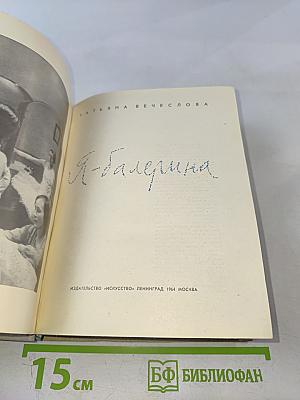 ТАТЬЯНА ВЕЧЕСЛОВА
Я-балерина
ИЗДАТЕЛЬСТВО «ИСКУССТВО» ЛЕНИНГРАД 1964 МОСКВА
15 см
БФ БИБЛИОФАН